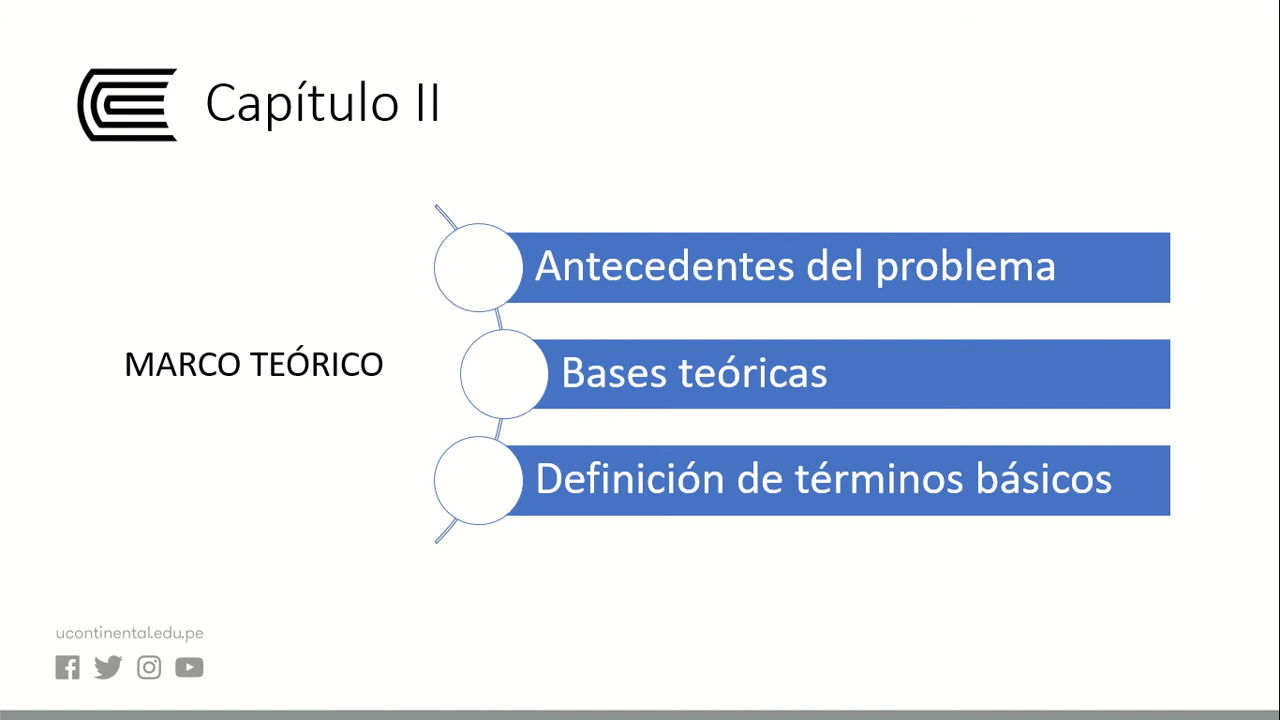 Capítulo II
Antecedentes del problema
MARCO TEÓRICO
Bases teóricas
Definición de términos básicos
ucontinental.edu.pe